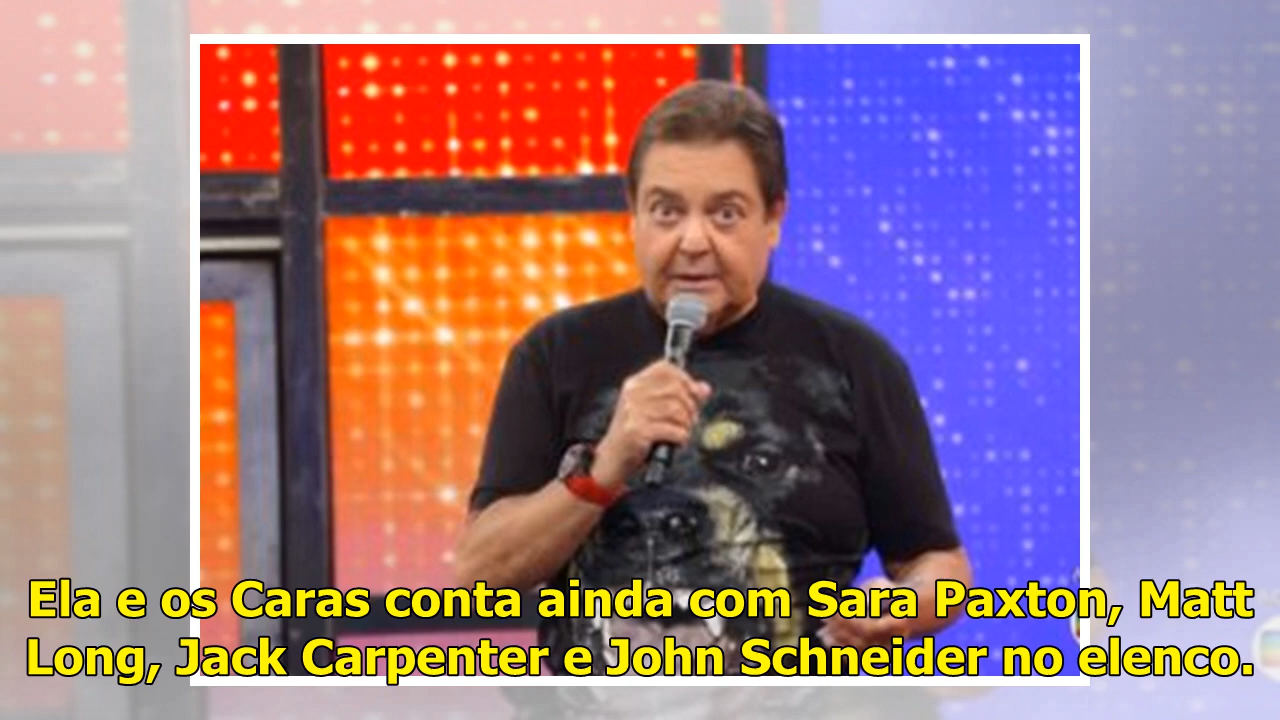 Ela e os Caras conta ainda com Sara Paxton, Matt
Long, Jack Carpenter e John Schneider no elenco.